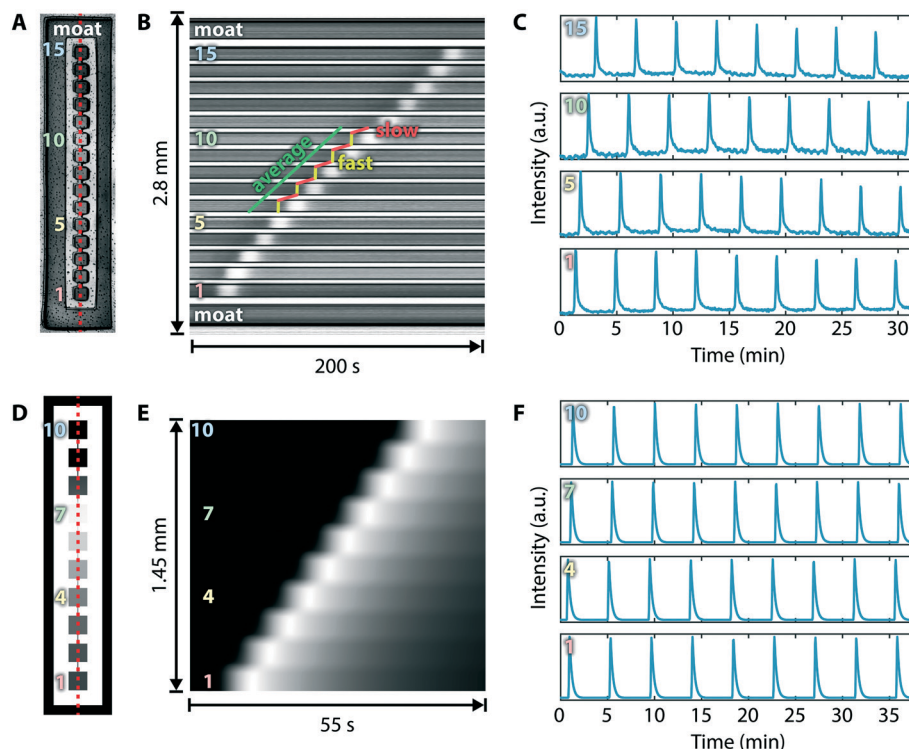 A
moat
15
10
5
1
B
2.8 mm
moat
15
10
5
1
moat
average
slow
fast
200 s
C
Intensity (a.u.)
15
10
5
1
0 5 10 15 20 25 30
Time (min)
D
10
7
4
1
E
1.45 mm
10
7
4
1
55 s
F
Intensity (a.u.)
10
7
4
1
0 5 10 15 20 25 30 35
Time (min)